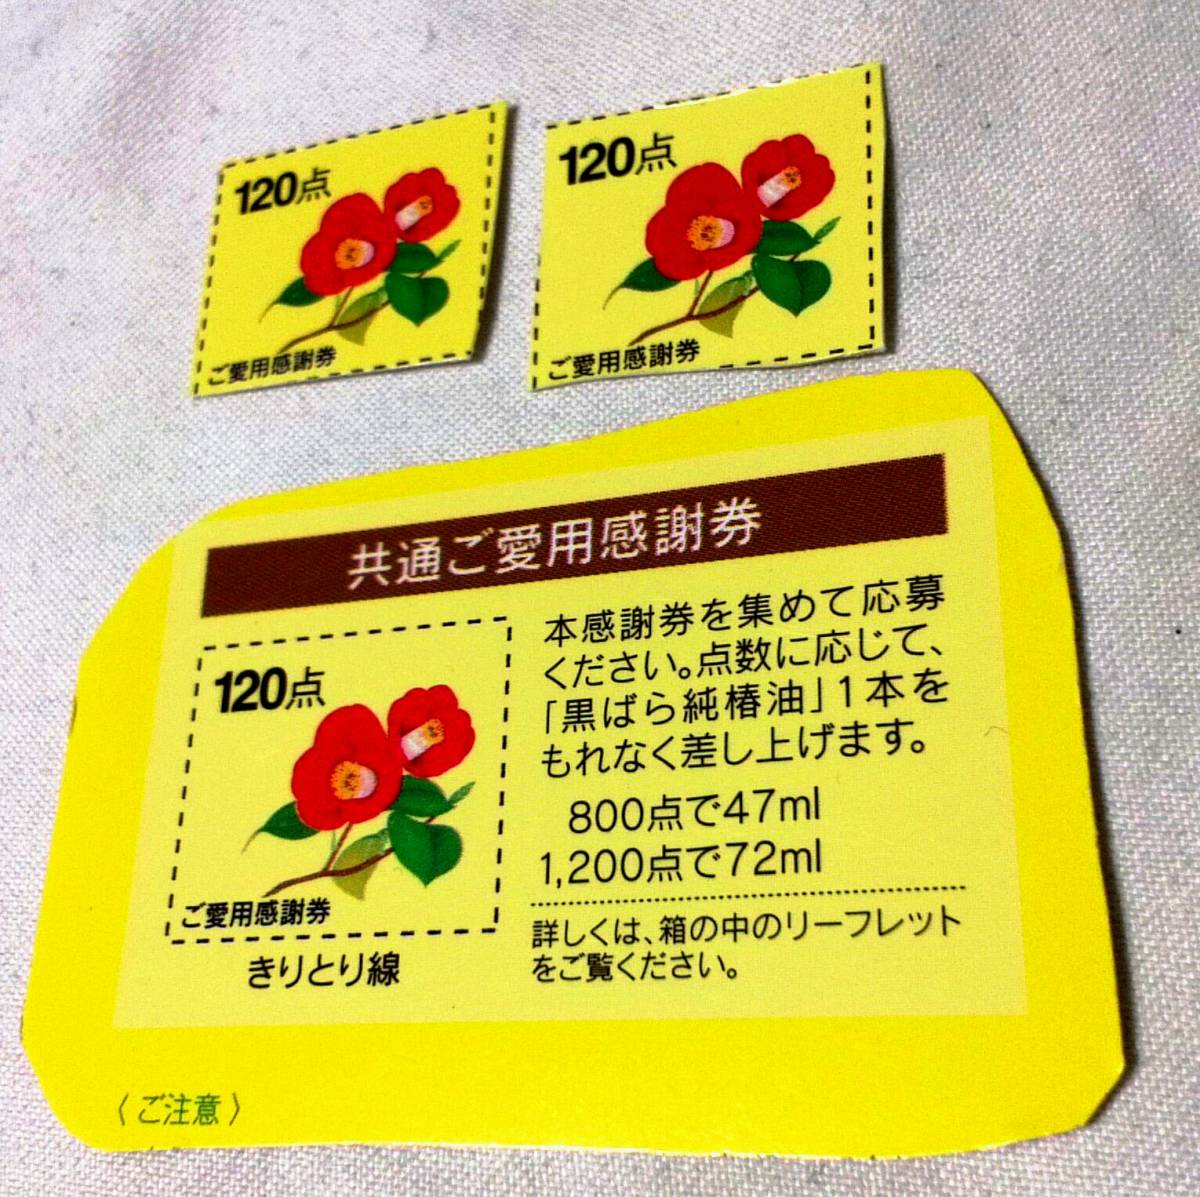 120点
ご愛用感謝券
120点
ご愛用感謝券
共通ご愛用感謝券
120点
ご愛用感謝券
きりとり線
本感謝券を集めて応募
ください。点数に応じて、
「黒ばら純椿油」1本を
もれなく差し上げます。
800点で47ml
1,200点で72ml
詳しくは、箱の中のリーフレット
をご覧ください。
〈ご注意〉